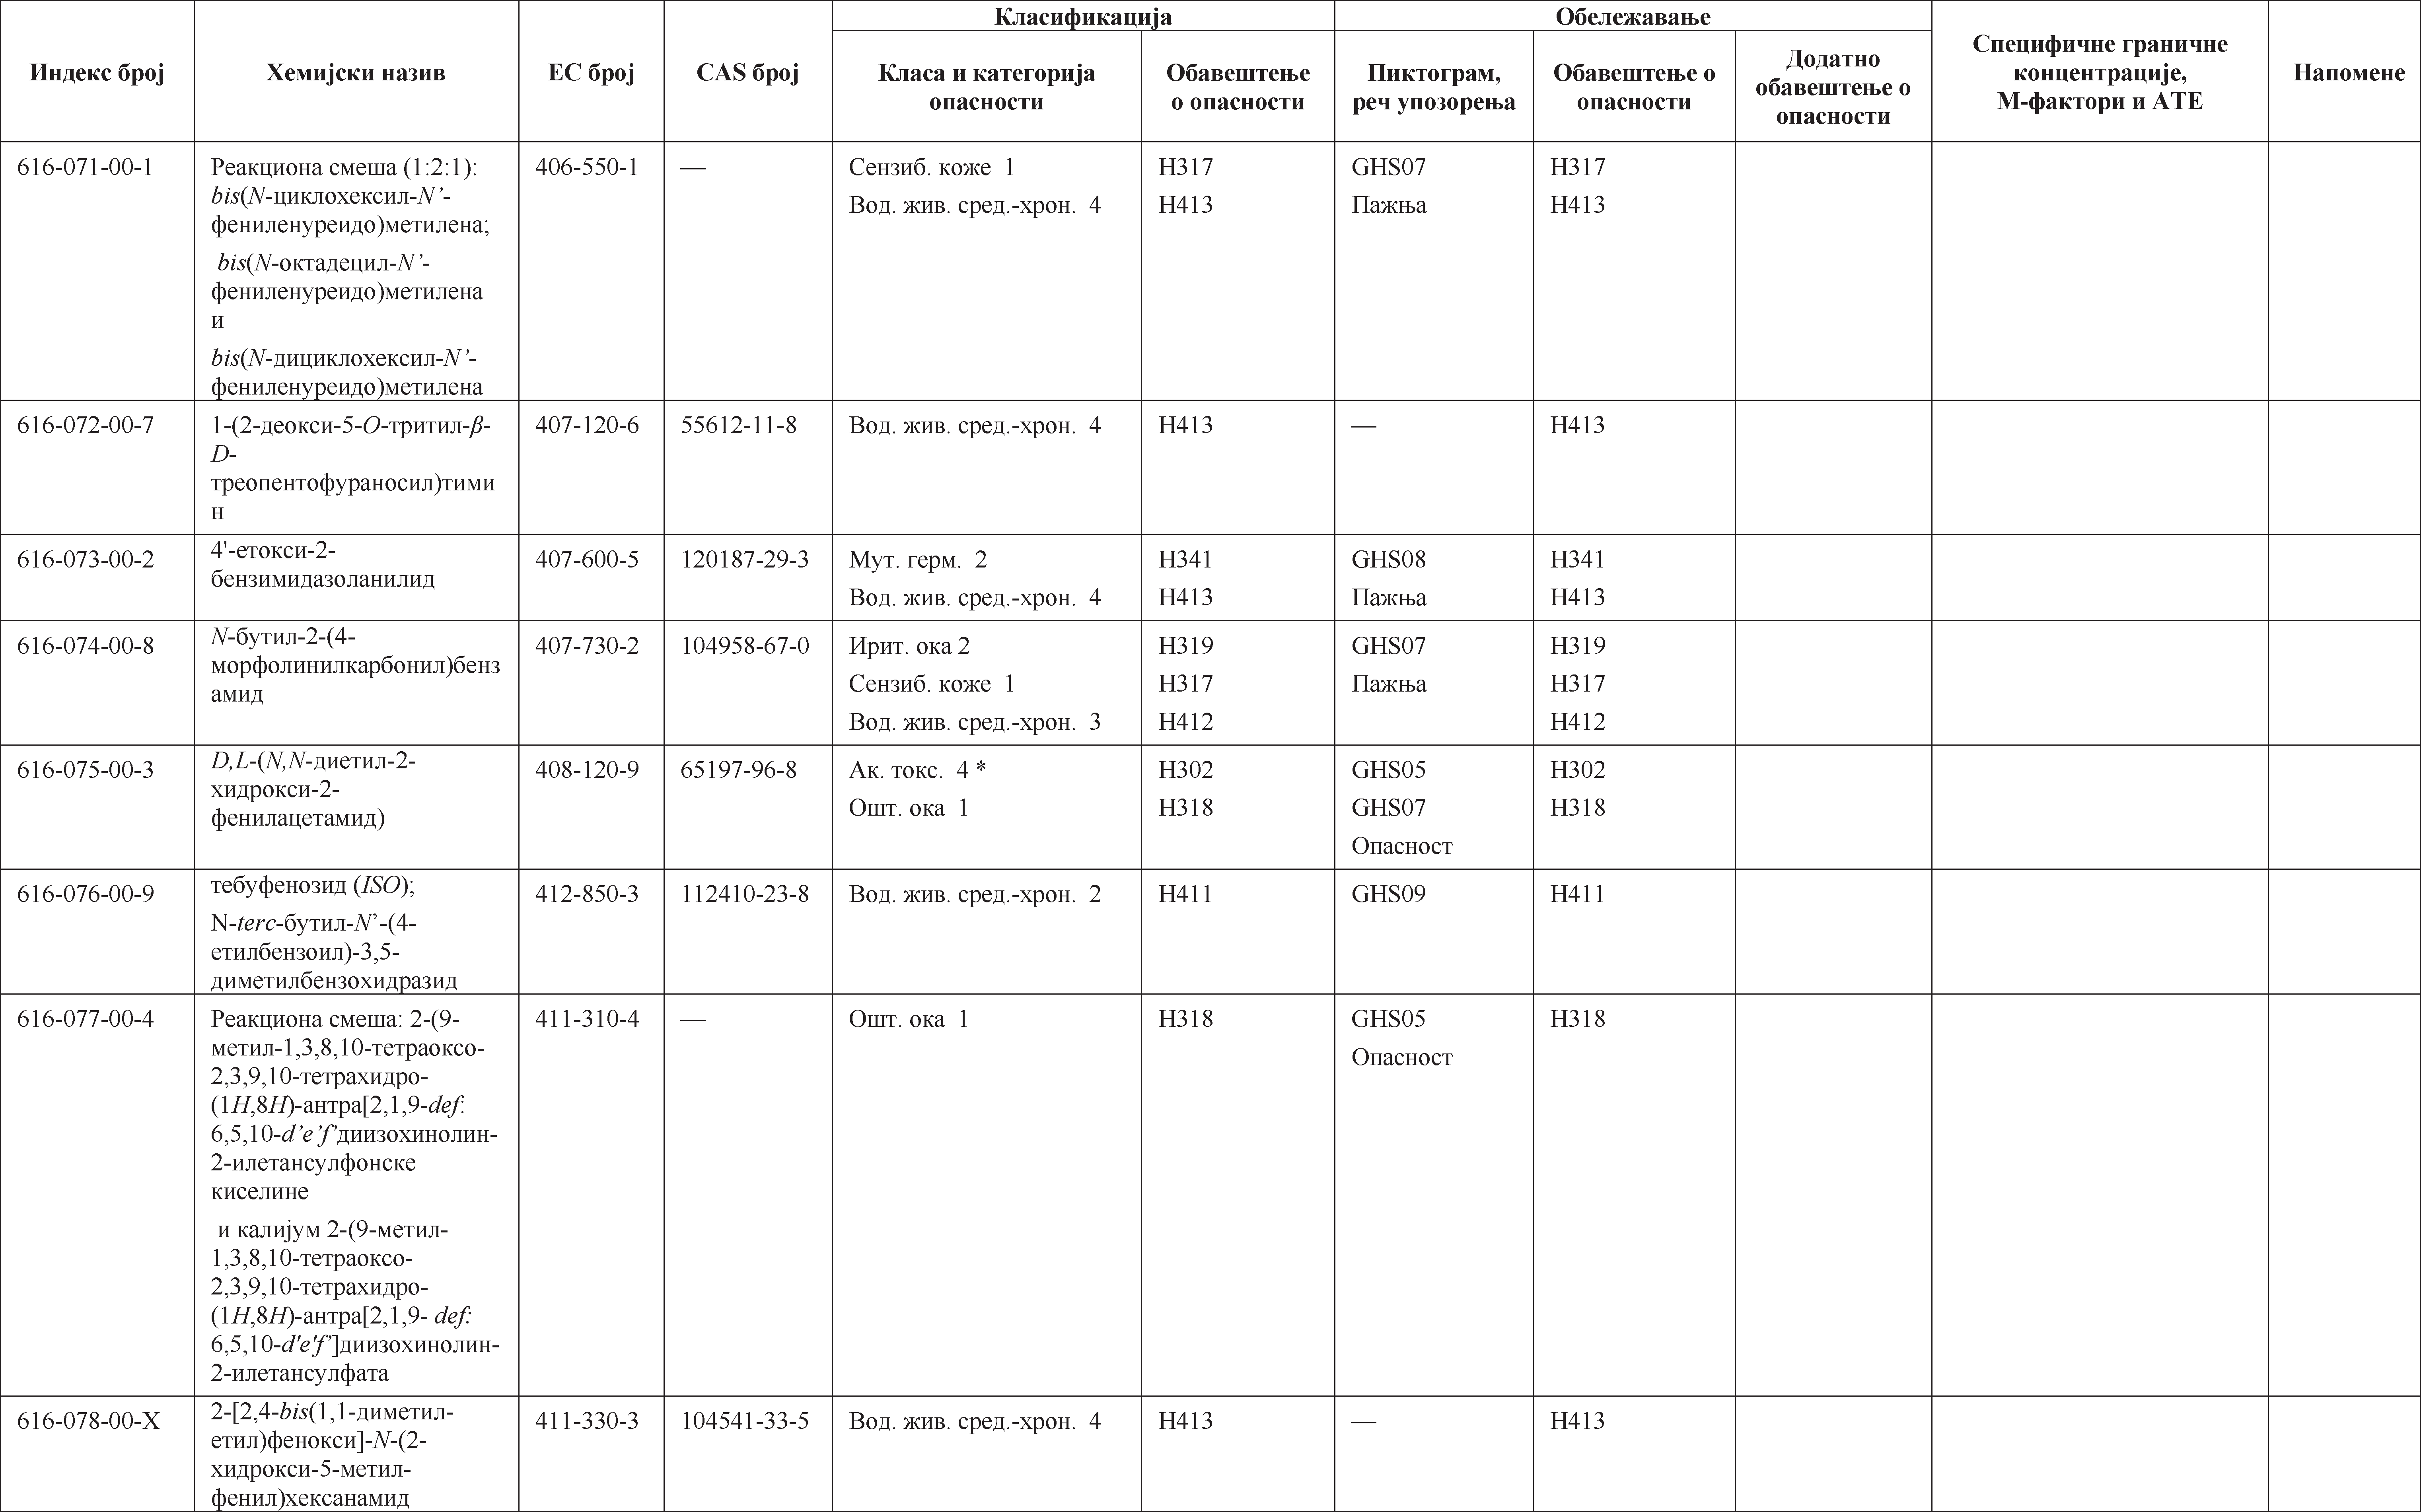 Индекс број
Хемијски назив
ЕС број
CAS број
Класификација
Обележавање
Класа и категорија
опасности
Обавештење
о опасности
Пиктограм,
реч упозорења
Обавештење о
опасности
Додатно
обавештење о
опасности
Специфичне граничне
концентрације,
М-фактори и АТЕ
Напомене
616-071-00-1
Реакциона смеша (1:2:1):
bis(N-циклохексил-N’-
фениленуреидо)метилена;
bis(N-октадецил-N’-
фениленуреидо)метилена
и
bis(N-дициклохексил-N’-
фениленуреидо)метилена
406-550-1
—
Сензиб. коже 1
Вод. жив. сред.-хрон. 4
H317
H413
GHS07
Пажња
H317
H413
616-072-00-7
1-(2-деокси-5-O-тритил-β-
D-
треопентофураносил)тими
н
407-120-6
55612-11-8
Вод. жив. сред.-хрон. 4
H413
—
H413
616-073-00-2
4'-етокси-2-
бензимидазоланилид
407-600-5
120187-29-3
Мут. герм. 2
Вод. жив. сред.-хрон. 4
H341
H413
GHS08
Пажња
H341
H413
616-074-00-8
N-бутил-2-(4-
морфолинилкарбонил)бенз
амид
407-730-2
104958-67-0
Ирит. ока 2
Сензиб. коже 1
Вод. жив. сред.-хрон. 3
H319
H317
H412
GHS07
Пажња
H319
H317
H412
616-075-00-3
D,L-(N,N-диетил-2-
хидрокси-2-
фенилацетамид)
408-120-9
65197-96-8
Ак. токс. 4 *
Ошт. ока 1
H302
H318
GHS05
GHS07
Опасност
H302
H318
616-076-00-9
тебуфенозид (ISO);
N-terc-бутил-N’-(4-
етилбензоил)-3,5-
диметилбензохидразид
412-850-3
112410-23-8
Вод. жив. сред.-хрон. 2
H411
GHS09
H411
616-077-00-4
Реакциона смеша: 2-(9-
метил-1,3,8,10-тетраоксо-
2,3,9,10-тетрахидро-
(1H,8H)-антра[2,1,9-def:
6,5,10-d’e’f’диизохинолин-
2-илетансулфонске
киселине
и калијум 2-(9-метил-
1,3,8,10-тетраоксо-
2,3,9,10-тетрахидро-
(1H,8H)-антра[2,1,9- def:
6,5,10-d'e'f’]диизохинолин-
2-илетансулфата
411-310-4
—
Ошт. ока 1
H318
GHS05
Опасност
H318
616-078-00-X
2-[2,4-bis(1,1-диметил-
етил)фенокси]-N-(2-
хидрокси-5-метил-
фенил)хексанамид
411-330-3
104541-33-5
Вод. жив. сред.-хрон. 4
H413
—
H413